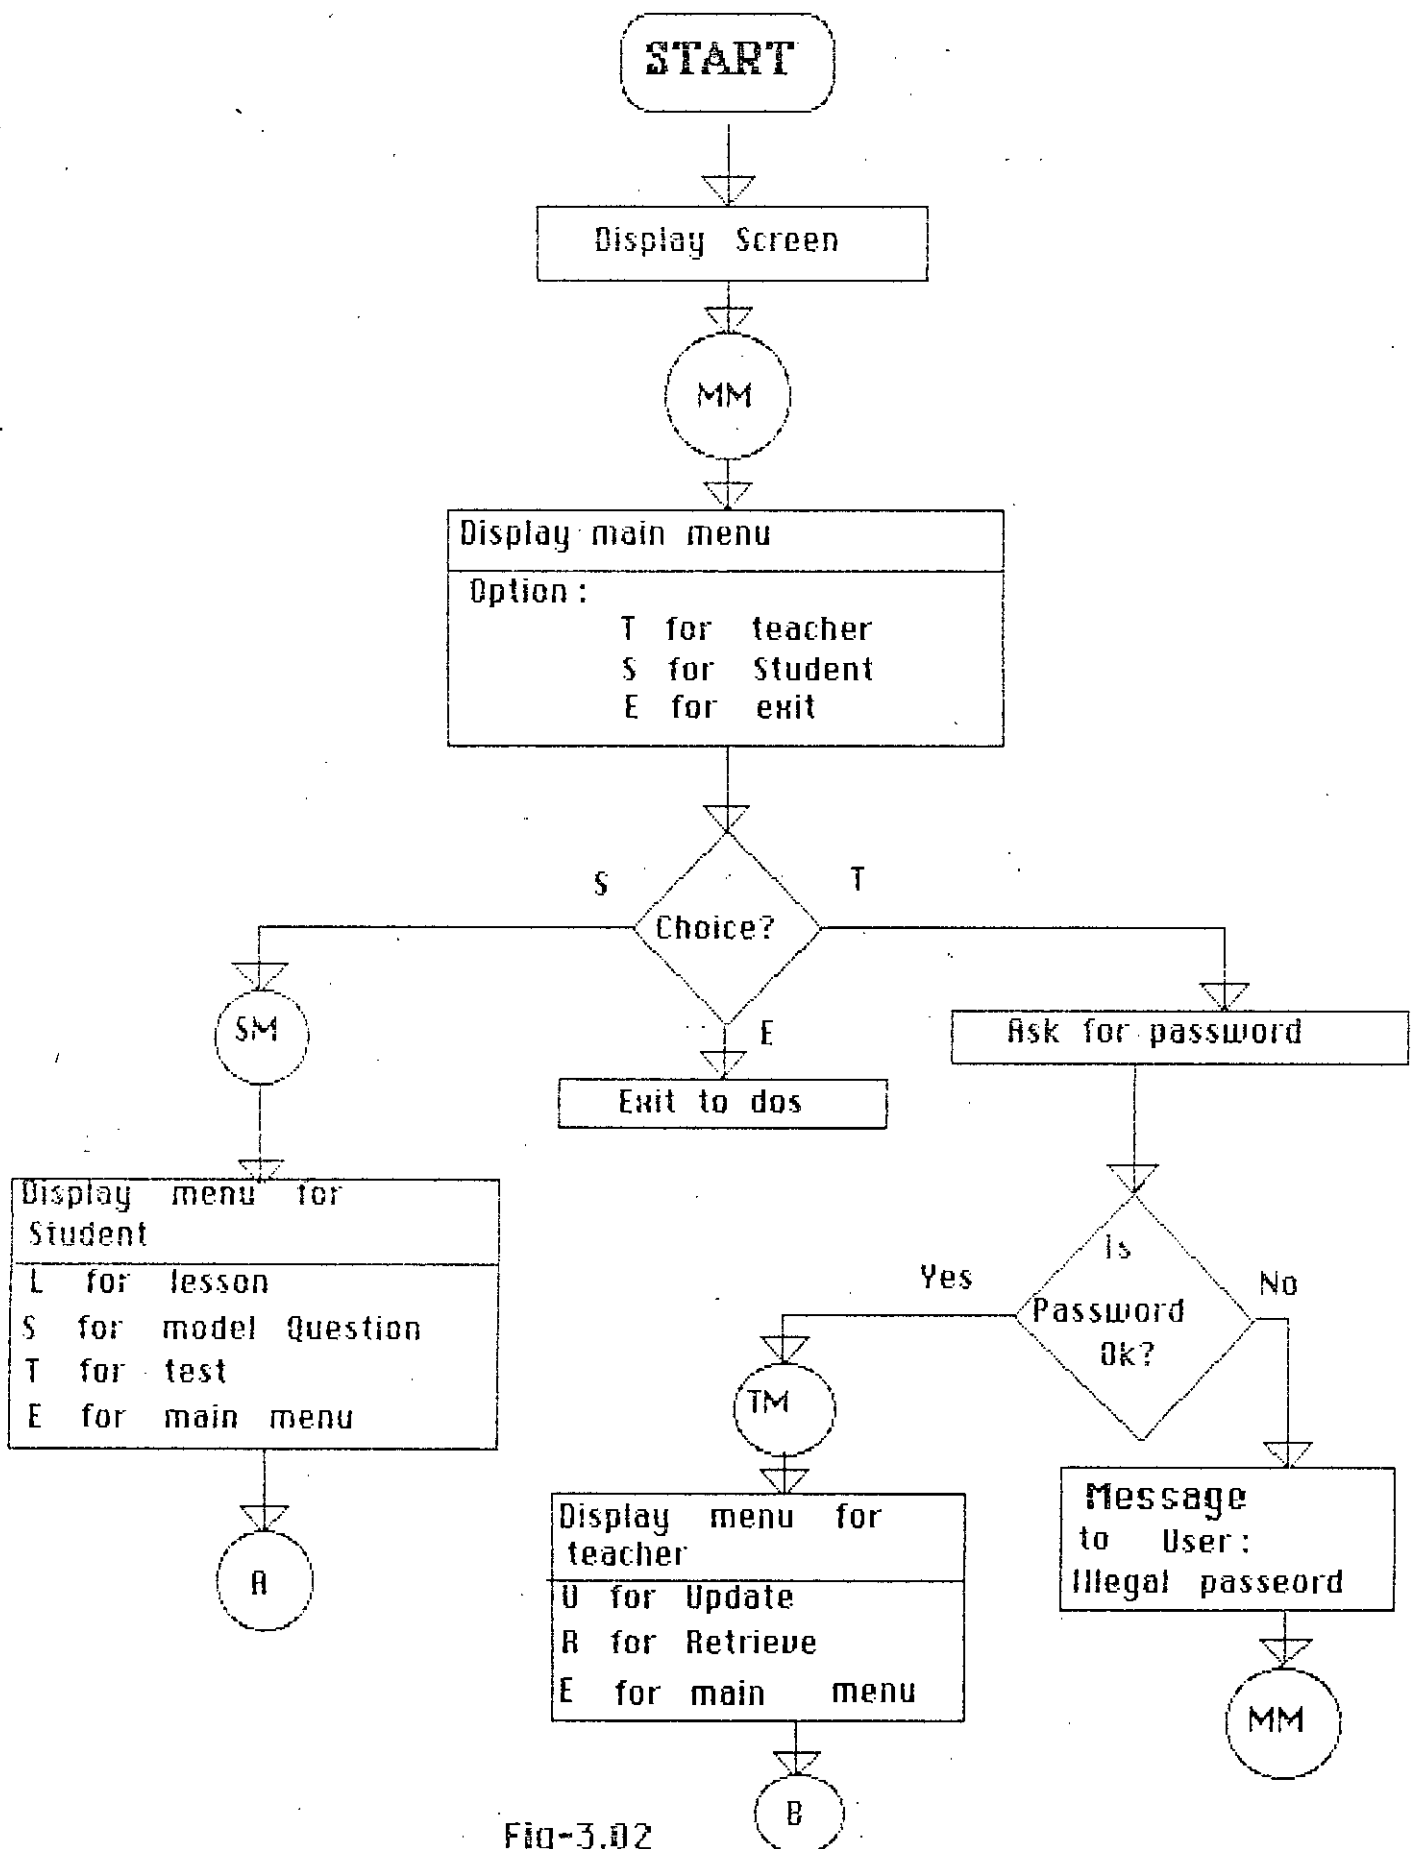 START
Display Screen
MM
Display main menu
Option :
T for teacher
S for Student
E for exit
S
T
Choice?
E
SM
Ask for password
Exit to dos
Display menu for
Student
L for lesson
S for model Question
T for test
E for main menu
Is
Password
Ok?
Yes
No
TM
A
Display menu for
teacher
U for Update
R for Retrieve
E for main menu
Message
to User :
Illegal passeord
MM
B
Fig-3.02